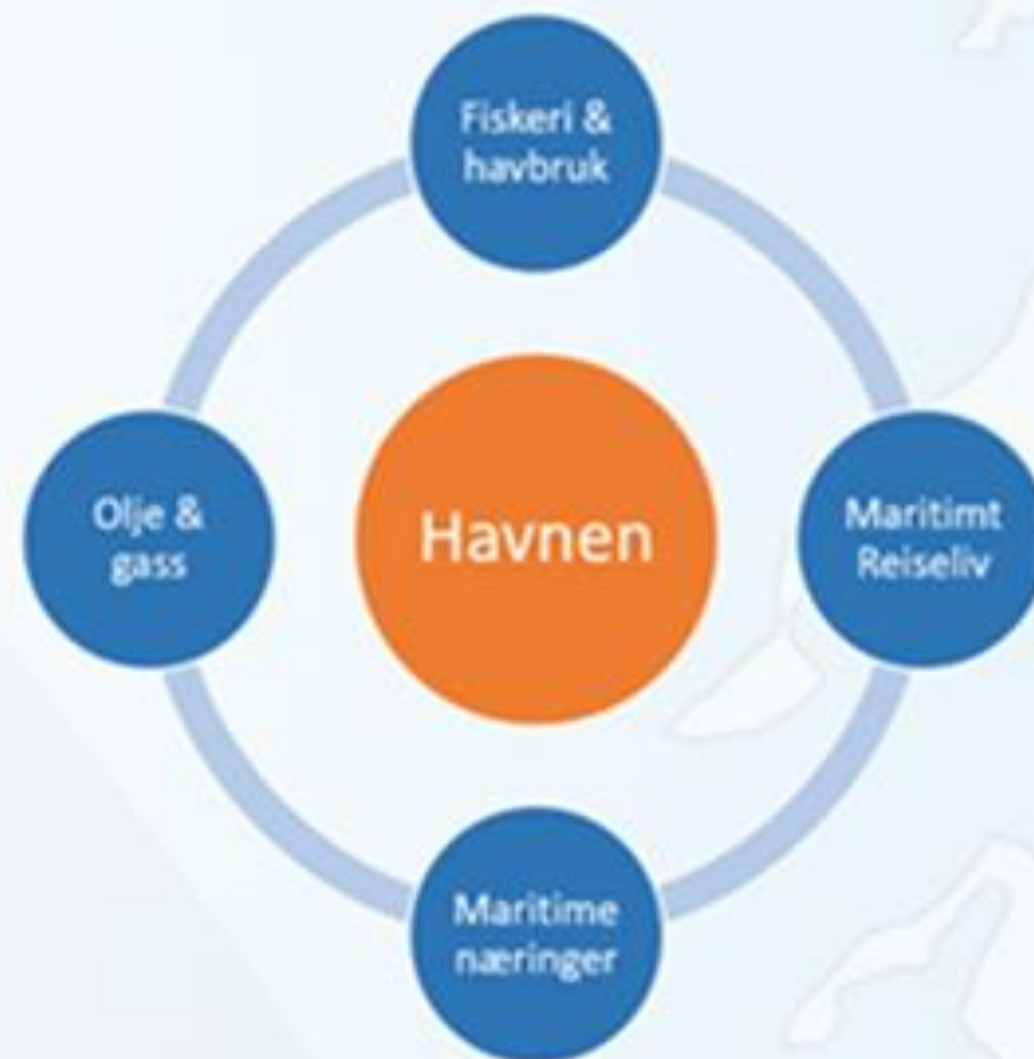 Fiskeri &
havbruk
Olje &
gass
Havnen
Maritimt
Reiseliv
Maritime
næringer